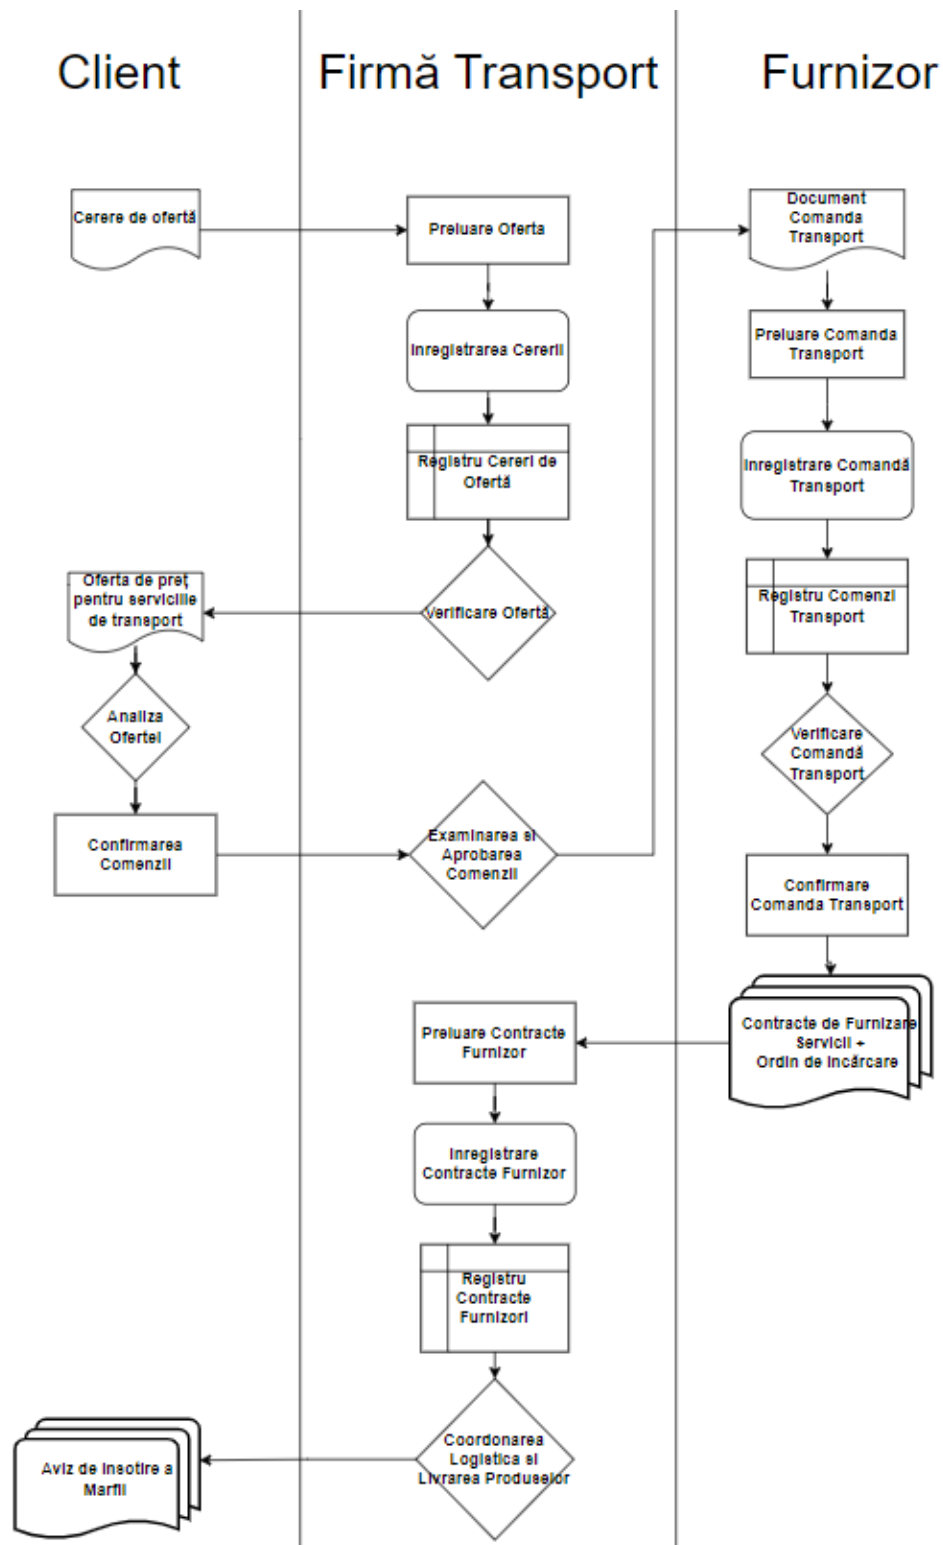 Client
Firmă Transport
Furnizor
Cerere de ofertă
Preluare Oferta
Document
Comanda
Transport
Inregistrarea Cererii
Preluare Comanda
Transport
Registru Cereri de
Ofertă
Inregistrare Comandă
Transport
Oferta de preț
pentru serviciile
de transport
Verificare Ofertă
Registru Comenzi
Transport
Analiza
Ofertei
Verificare
Comandă
Transport
Confirmarea
Comenzii
Examinarea si
Aprobarea
Comenzii
Confirmare
Comanda Transport
Preluare Contracte
Furnizor
Contracte de Furnizare
Servicii +
Ordin de Incărcare
Inregistrare
Contracte Furnizor
Registru
Contracte
Furnizori
Coordonarea
Logistica si
Livrarea Produselor
Aviz de Insotire a
Marfii